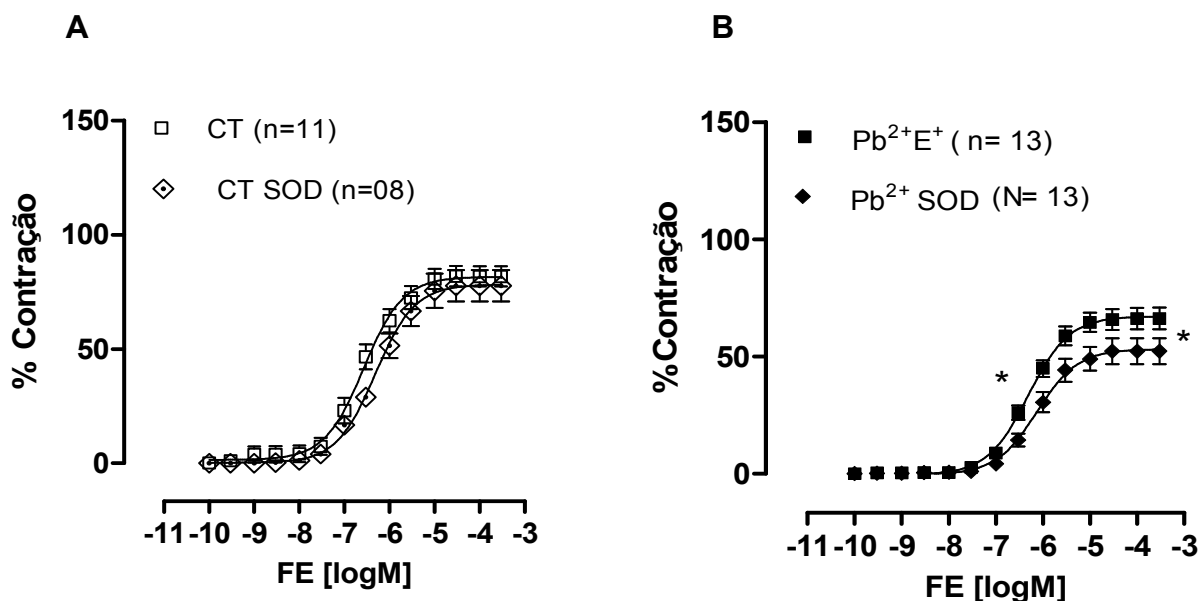 A
150
100
50
0
% Contração
CT (n=11)
CT SOD (n=08)
-11 -10 -9 -8 -7 -6 -5 -4 -3
FE [logM]
B
150
100
50
0
%Contração
Pb²⁺E⁺ ( n= 13)
Pb²⁺ SOD (N= 13)
*
*
-11 -10 -9 -8 -7 -6 -5 -4 -3
FE [logM]